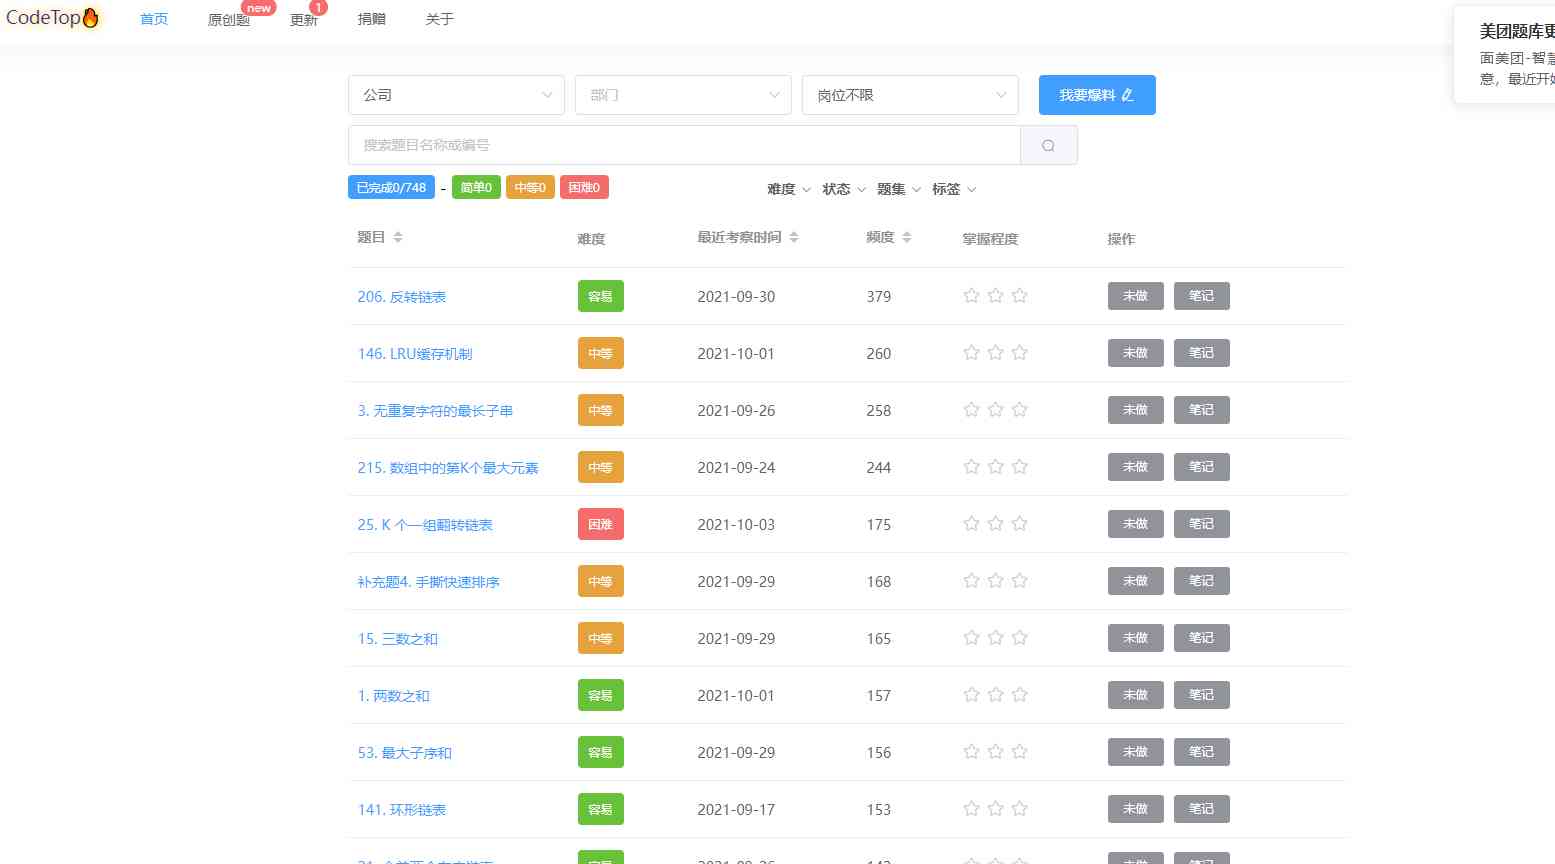 CodeTop 首页 原创题 new 更新 1 捐赠 关于
美团题库更
面美团-智慧
意，最近开始
公司 部门 岗位不限 我要爆料
搜索题目名称或编号
已完成0/748 - 简单0 中等0 困难0 难度 状态 题集 标签
题目 难度 最近考察时间 频度 掌握程度 操作
206. 反转链表 容易 2021-09-30 379 未做 笔记
146. LRU缓存机制 中等 2021-10-01 260 未做 笔记
3. 无重复字符的最长子串 中等 2021-09-26 258 未做 笔记
215. 数组中的第K个最大元素 中等 2021-09-24 244 未做 笔记
25. K 个一组翻转链表 困难 2021-10-03 175 未做 笔记
补充题4. 手撕快速排序 中等 2021-09-29 168 未做 笔记
15. 三数之和 中等 2021-09-29 165 未做 笔记
1. 两数之和 容易 2021-10-01 157 未做 笔记
53. 最大子序和 容易 2021-09-29 156 未做 笔记
141. 环形链表 容易 2021-09-17 153 未做 笔记